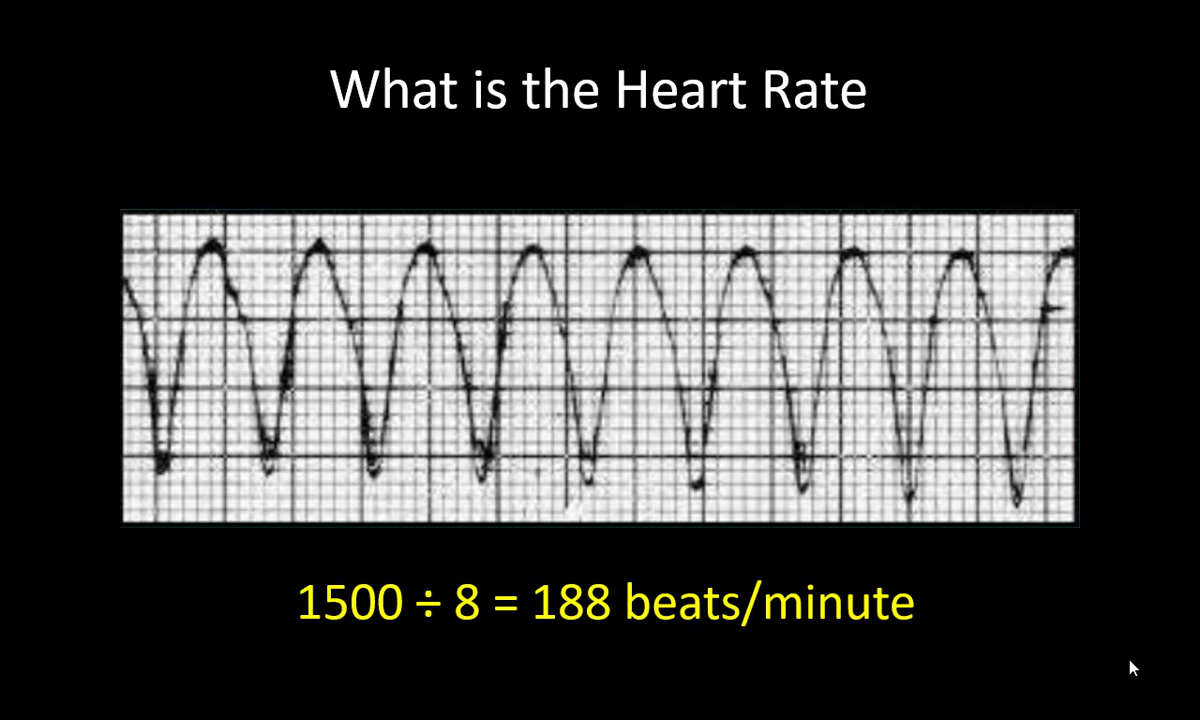 What is the Heart Rate
1500 ÷ 8 = 188 beats/minute